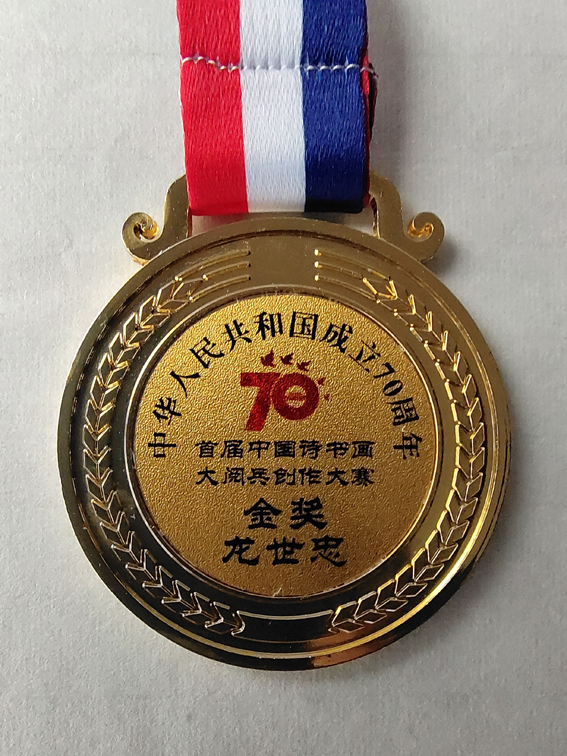 中华人民共和国成立70周年
70
首届中国诗书画
大阅兵创作大赛
金奖
龙世忠